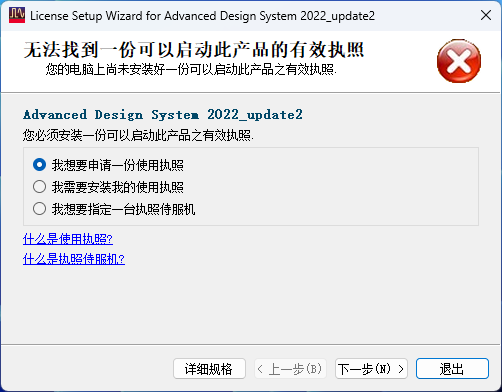 License Setup Wizard for Advanced Design System 2022_update2
无法找到一份可以启动此产品的有效执照
您的电脑上尚未安装好一份可以启动此产品之有效执照.
Advanced Design System 2022_update2
您必须安装一份可以启动此产品之有效执照.
我想要申请一份使用执照
我需要安装我的使用执照
我想要指定一台执照侍服机
什么是使用执照?
什么是执照侍服机?
详细规格 < 上一步(B) 下一步(N) > 退出